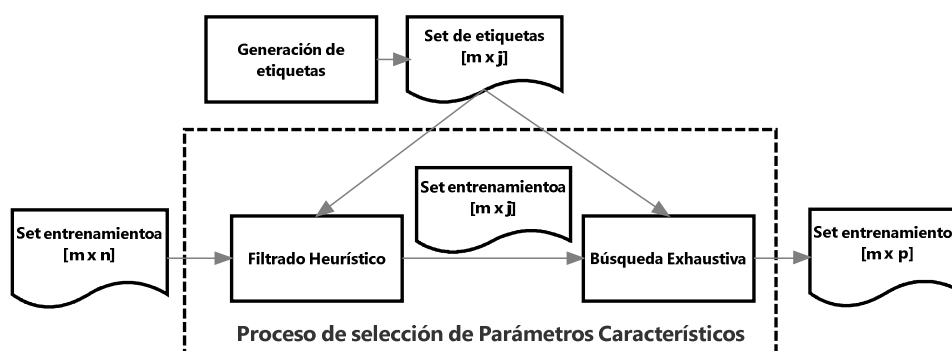 Generación de
etiquetas
Set de etiquetas
[m x j]
Set entrenamientoa
[m x n]
Filtrado Heurístico
Set entrenamientoa
[m x j]
Búsqueda Exhaustiva
Set entrenamiento
[m x p]
Proceso de selección de Parámetros Característicos